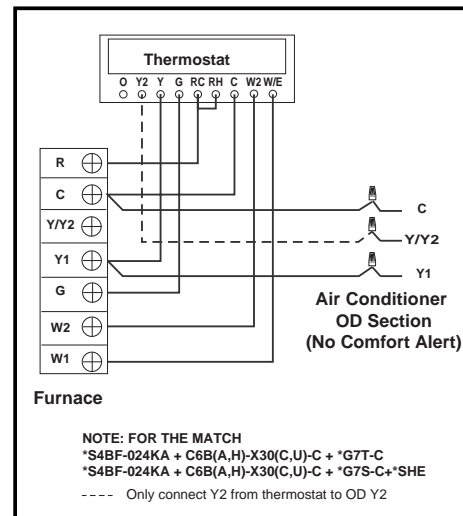 Thermostat
O Y2 Y G RC RH C W2 W/E
R
C
Y/Y2
Y1
G
W2
W1
Furnace
C
Y/Y2
Y1
Air Conditioner
OD Section
(No Comfort Alert)
NOTE: FOR THE MATCH
*S4BF-024KA + C6B(A,H)-X30(C,U)-C + *G7T-C
*S4BF-024KA + C6B(A,H)-X30(C,U)-C + *G7S-C+*SHE
---- Only connect Y2 from thermostat to OD Y2